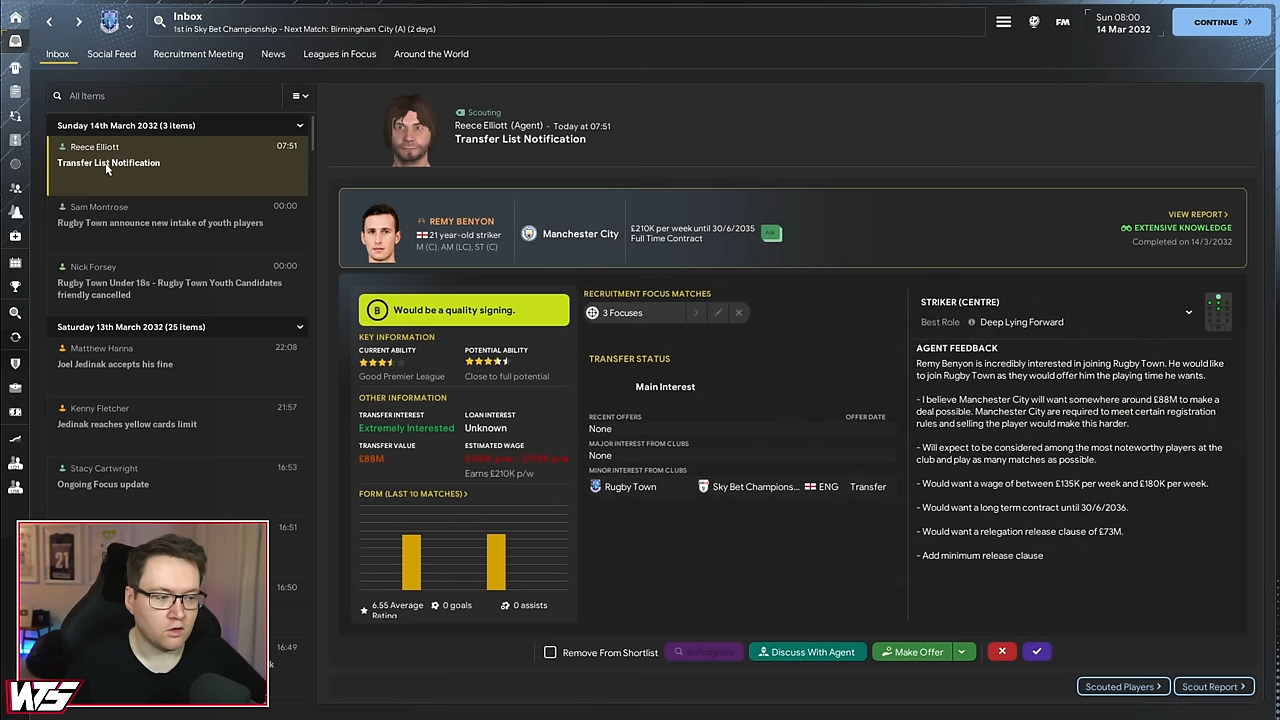 Inbox
1st in Sky Bet Championship - Next Match: Birmingham City (A) (2 days)
FM
Sun 08:00
14 Mar 2032
CONTINUE
Inbox
Social Feed
Recruitment Meeting
News
Leagues in Focus
Around the World
All Items
Sunday 14th March 2032 (3 items)
Reece Elliott 07:51
Transfer List Notification
Sam Montrose 00:00
Rugby Town announce new intake of youth players
Nick Forsey 00:00
Rugby Town Under 18s - Rugby Town Youth Candidates
friendly cancelled
Saturday 13th March 2032 (25 items)
Matthew Hanna 22:08
Joel Jedinak accepts his fine
Kenny Fletcher 21:57
Jedinak reaches yellow cards limit
Stacy Cartwright 16:53
Ongoing Focus update
16:51
16:50
16:49
Scouting
Reece Elliott (Agent) - Today at 07:51
Transfer List Notification
REMY BENYON
21 year-old striker
M (C), AM (LC), ST (C)
Manchester City
£210K per week until 30/6/2035
Full Time Contract
VIEW REPORT >
EXTENSIVE KNOWLEDGE
Completed on 14/3/2032
B Would be a quality signing.
KEY INFORMATION
CURRENT ABILITY
Good Premier League
POTENTIAL ABILITY
Close to full potential
OTHER INFORMATION
TRANSFER INTEREST
Extremely Interested
LOAN INTEREST
Unknown
TRANSFER VALUE
£88M
ESTIMATED WAGE
Earns £210K p/w
FORM (LAST 10 MATCHES) >
6.55 Average
Rating
0 goals
0 assists
RECRUITMENT FOCUS MATCHES
3 Focuses
TRANSFER STATUS
Main Interest
RECENT OFFERS OFFER DATE
None
MAJOR INTEREST FROM CLUBS
None
MINOR INTEREST FROM CLUBS
Rugby Town Sky Bet Champions... ENG Transfer
STRIKER (CENTRE)
Best Role Deep Lying Forward
AGENT FEEDBACK
Remy Benyon is incredibly interested in joining Rugby Town. He would like
to join Rugby Town as they would offer him the playing time he wants.
- I believe Manchester City will want somewhere around £88M to make a
deal possible. Manchester City are required to meet certain registration
rules and selling the player would make this harder.
- Will expect to be considered among the most noteworthy players at the
club and play as many matches as possible.
- Would want a wage of between £135K per week and £180K per week.
- Would want a long term contract until 30/6/2036.
- Would want a relegation release clause of £73M.
- Add minimum release clause
Remove From Shortlist
In Progress
Discuss With Agent
Make Offer
Scouted Players >
Scout Report >
21
WTS